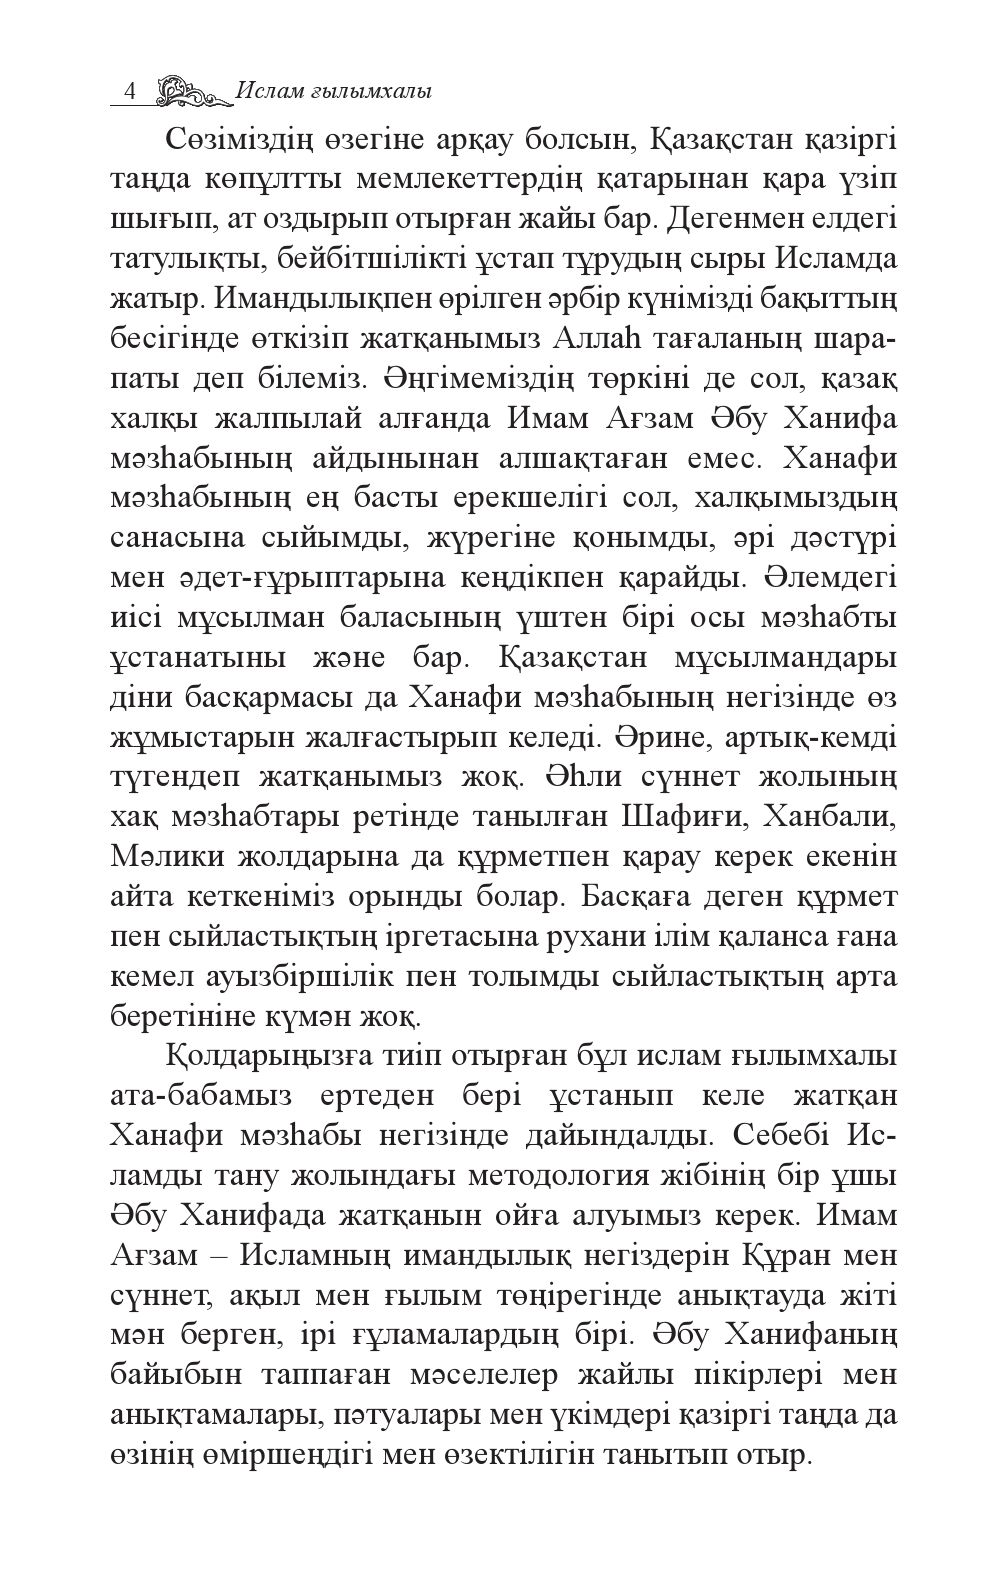 4 Ислам ғылымхалы
Сөзіміздің өзегіне арқау болсын, Қазақстан қазіргі
таңда көпұлтты мемлекеттердің қатарынан қара үзіп
шығып, ат оздырып отырған жайы бар. Дегенмен елдегі
татулықты, бейбітшілікті ұстап тұрудың сыры Исламда
жатыр. Имандылықпен өрілген әрбір күнімізді бақыттың
бесігінде өткізіп жатқанымыз Аллаһ тағаланың шара-
паты деп білеміз. Әңгімеміздің төркіні де сол, қазақ
халқы жалпылай алғанда Имам Ағзам Әбу Ханифа
мәзһабының айдынынан алшақтаған емес. Ханафи
мәзһабының ең басты ерекшелігі сол, халқымыздың
санасына сыйымды, жүрегіне қонымды, әрі дәстүрі
мен әдет-ғұрыптарына кеңдікпен қарайды. Әлемдегі
иісі мұсылман баласының үштен бірі осы мәзһабты
ұстанатыны және бар. Қазақстан мұсылмандары
діни басқармасы да Ханафи мәзһабының негізінде өз
жұмыстарын жалғастырып келеді. Әрине, артық-кемді
түгендеп жатқанымыз жоқ. Әһли сүннет жолының
хақ мәзһабтары ретінде танылған Шафиғи, Ханбали,
Мәлики жолдарына да құрметпен қарау керек екенін
айта кеткеніміз орынды болар. Басқаға деген құрмет
пен сыйластықтың іргетасына рухани ілім қаланса ғана
кемел ауызбіршілік пен толымды сыйластықтың арта
беретініне күмән жоқ.
Қолдарыңызға тиіп отырған бұл ислам ғылымхалы
ата-бабамыз ертеден бері ұстанып келе жатқан
Ханафи мәзһабы негізінде дайындалды. Себебі Ис-
ламды тану жолындағы методология жібінің бір ұшы
Әбу Ханифада жатқанын ойға алуымыз керек. Имам
Ағзам – Исламның имандылық негіздерін Құран мен
сүннет, ақыл мен ғылым төңірегінде анықтауда жіті
мән берген, ірі ғұламалардың бірі. Әбу Ханифаның
байыбын таппаған мәселелер жайлы пікірлері мен
анықтамалары, пәтуалары мен үкімдері қазіргі таңда да
өзінің өміршеңдігі мен өзектілігін танытып отыр.